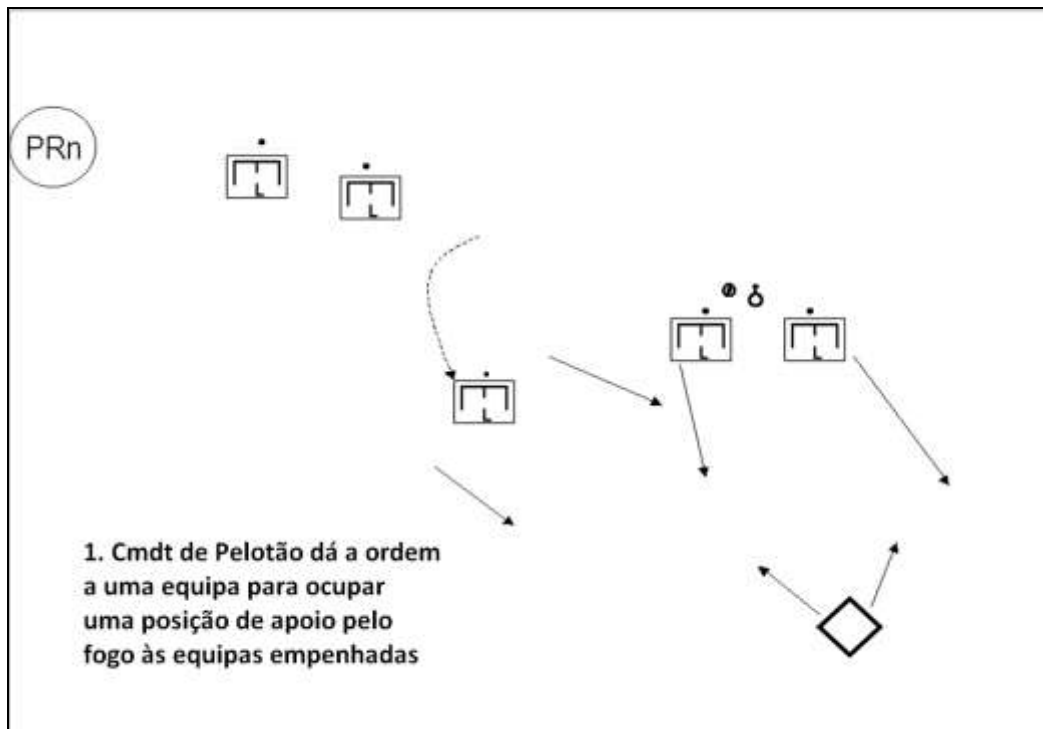 PRn
L
L
L
L
L
1. Cmdt de Pelotão dá a ordem
a uma equipa para ocupar
uma posição de apoio pelo
fogo às equipas empenhadas